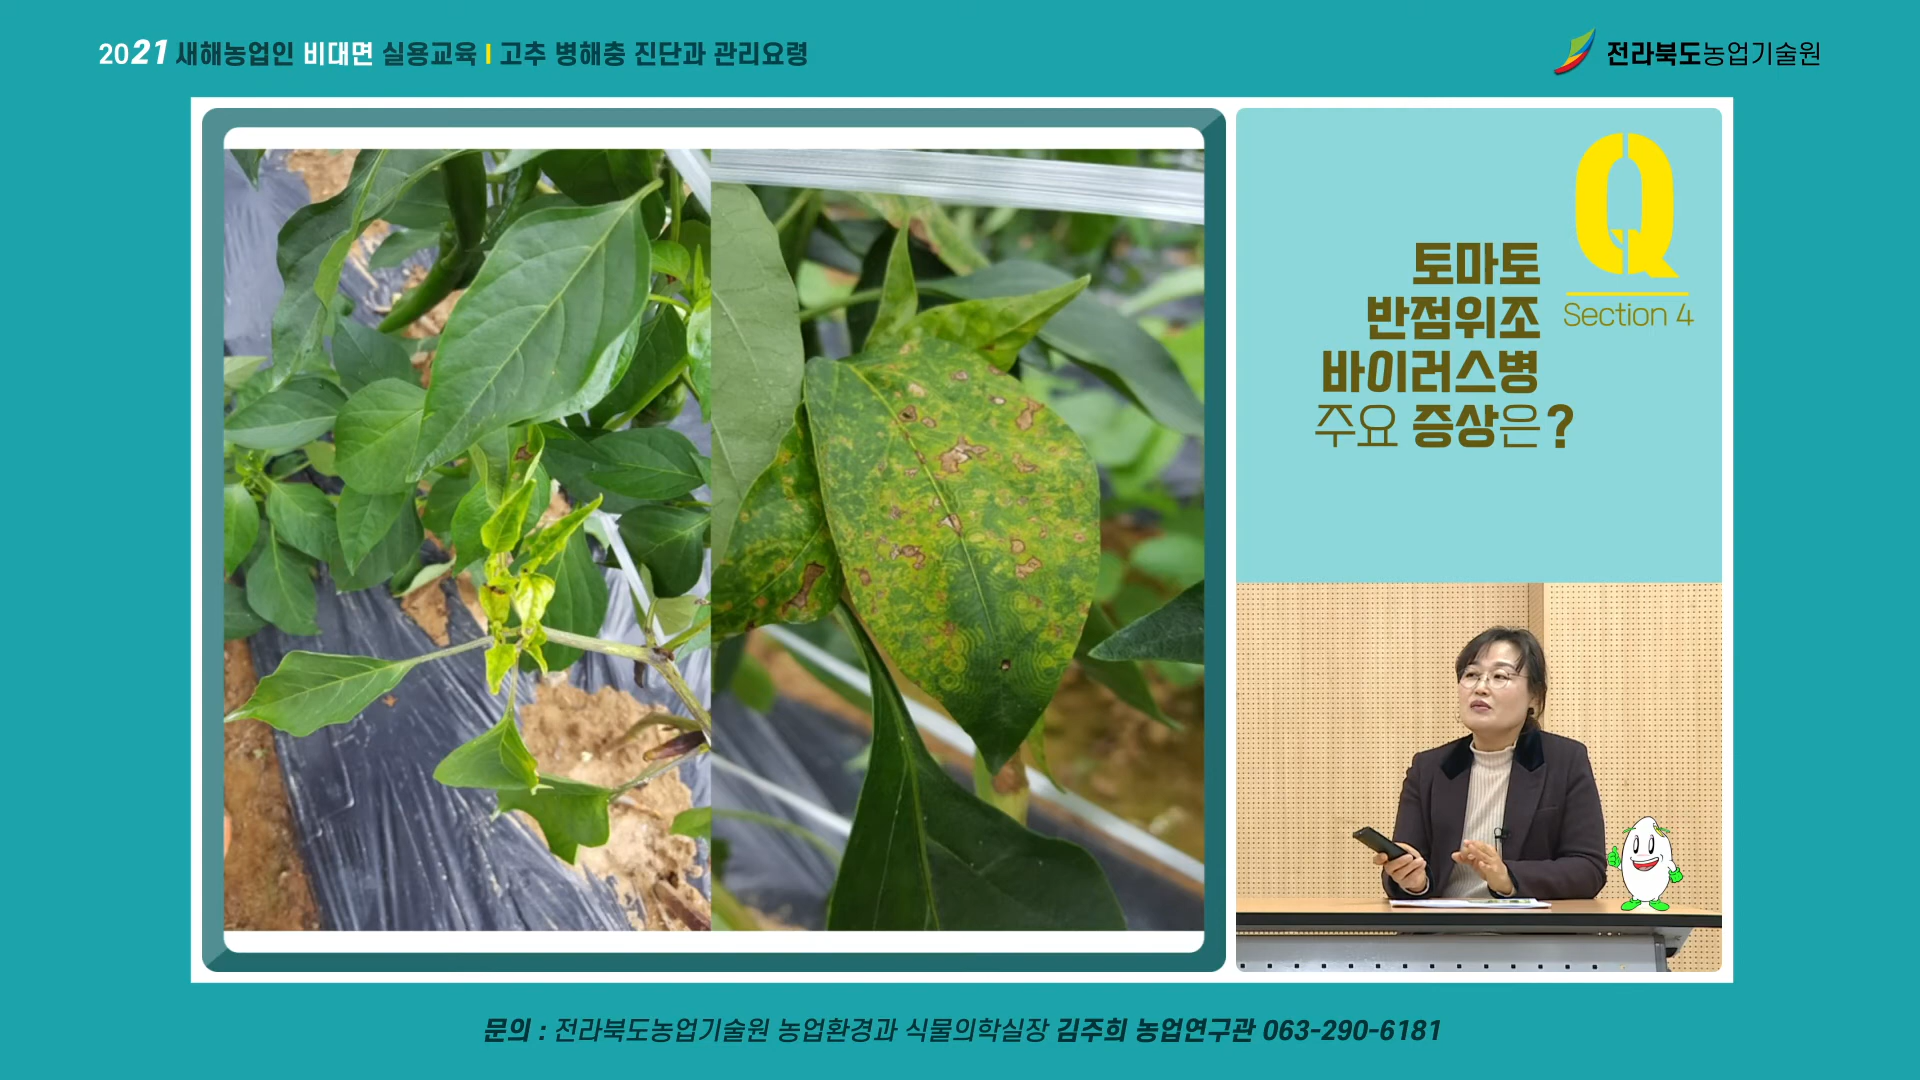 2021 새해농업인 비대면 실용교육 I 고추 병해충 진단과 관리요령
전라북도농업기술원
Q
Section 4
토마토
반점위조
바이러스병
주요 증상은?
문의 : 전라북도농업기술원 농업환경과 식물의학실장 김주희 농업연구관 063-290-6181